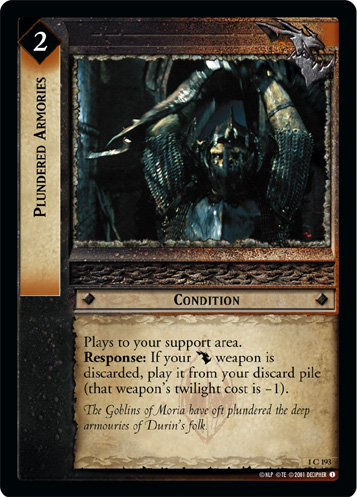 2
PLUNDERED ARMORIES
CONDITION
Plays to your support area.
Response: If your weapon is
discarded, play it from your discard pile
(that weapon's twilight cost is –1).
The Goblins of Moria have oft plundered the deep
armouries of Durin's folk.
1 C 193
©NLP ©TE ©2001 DECIPHER 1